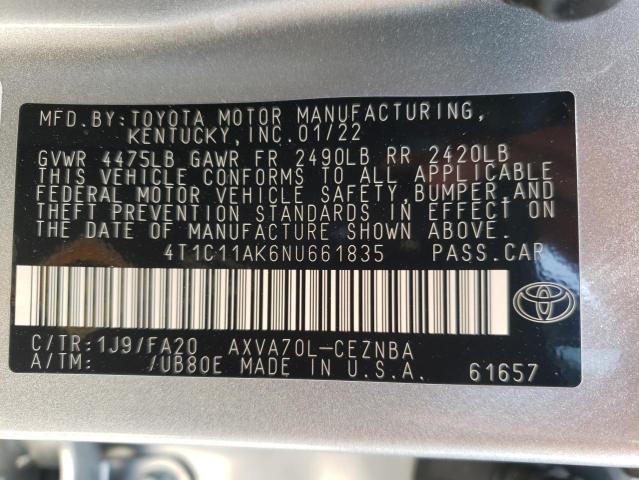 MFD. BY: TOYOTA MOTOR MANUFACTURING,
KENTUCKY, INC. 01/22
GVWR 4475LB GAWR FR 2490LB RR 2420LB
THIS VEHICLE CONFORMS TO ALL APPLICABLE
FEDERAL MOTOR VEHICLE SAFETY, BUMPER, AND
THEFT PREVENTION STANDARDS IN EFFECT ON
THE DATE OF MANUFACTURE SHOWN ABOVE.
4T1C11AK6NU661835 PASS. CAR
C/TR: 1J9/FA20 AXVA70L-CEZNBA
A/TM: /UB80E MADE IN U.S.A. 61657